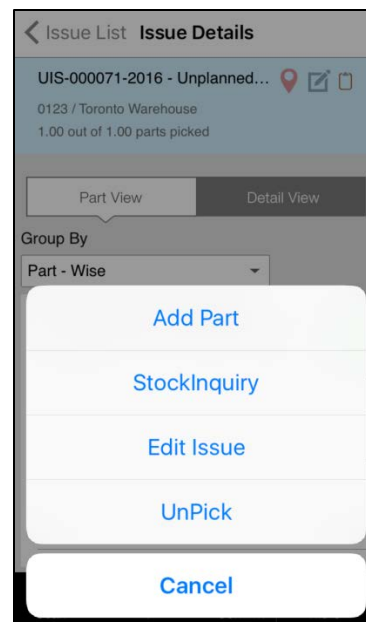 Issue List Issue Details
UIS-000071-2016 - Unplanned...
0123 / Toronto Warehouse
1.00 out of 1.00 parts picked
Part View Detail View
Group By
Part - Wise
Add Part
StockInquiry
Edit Issue
UnPick
Cancel